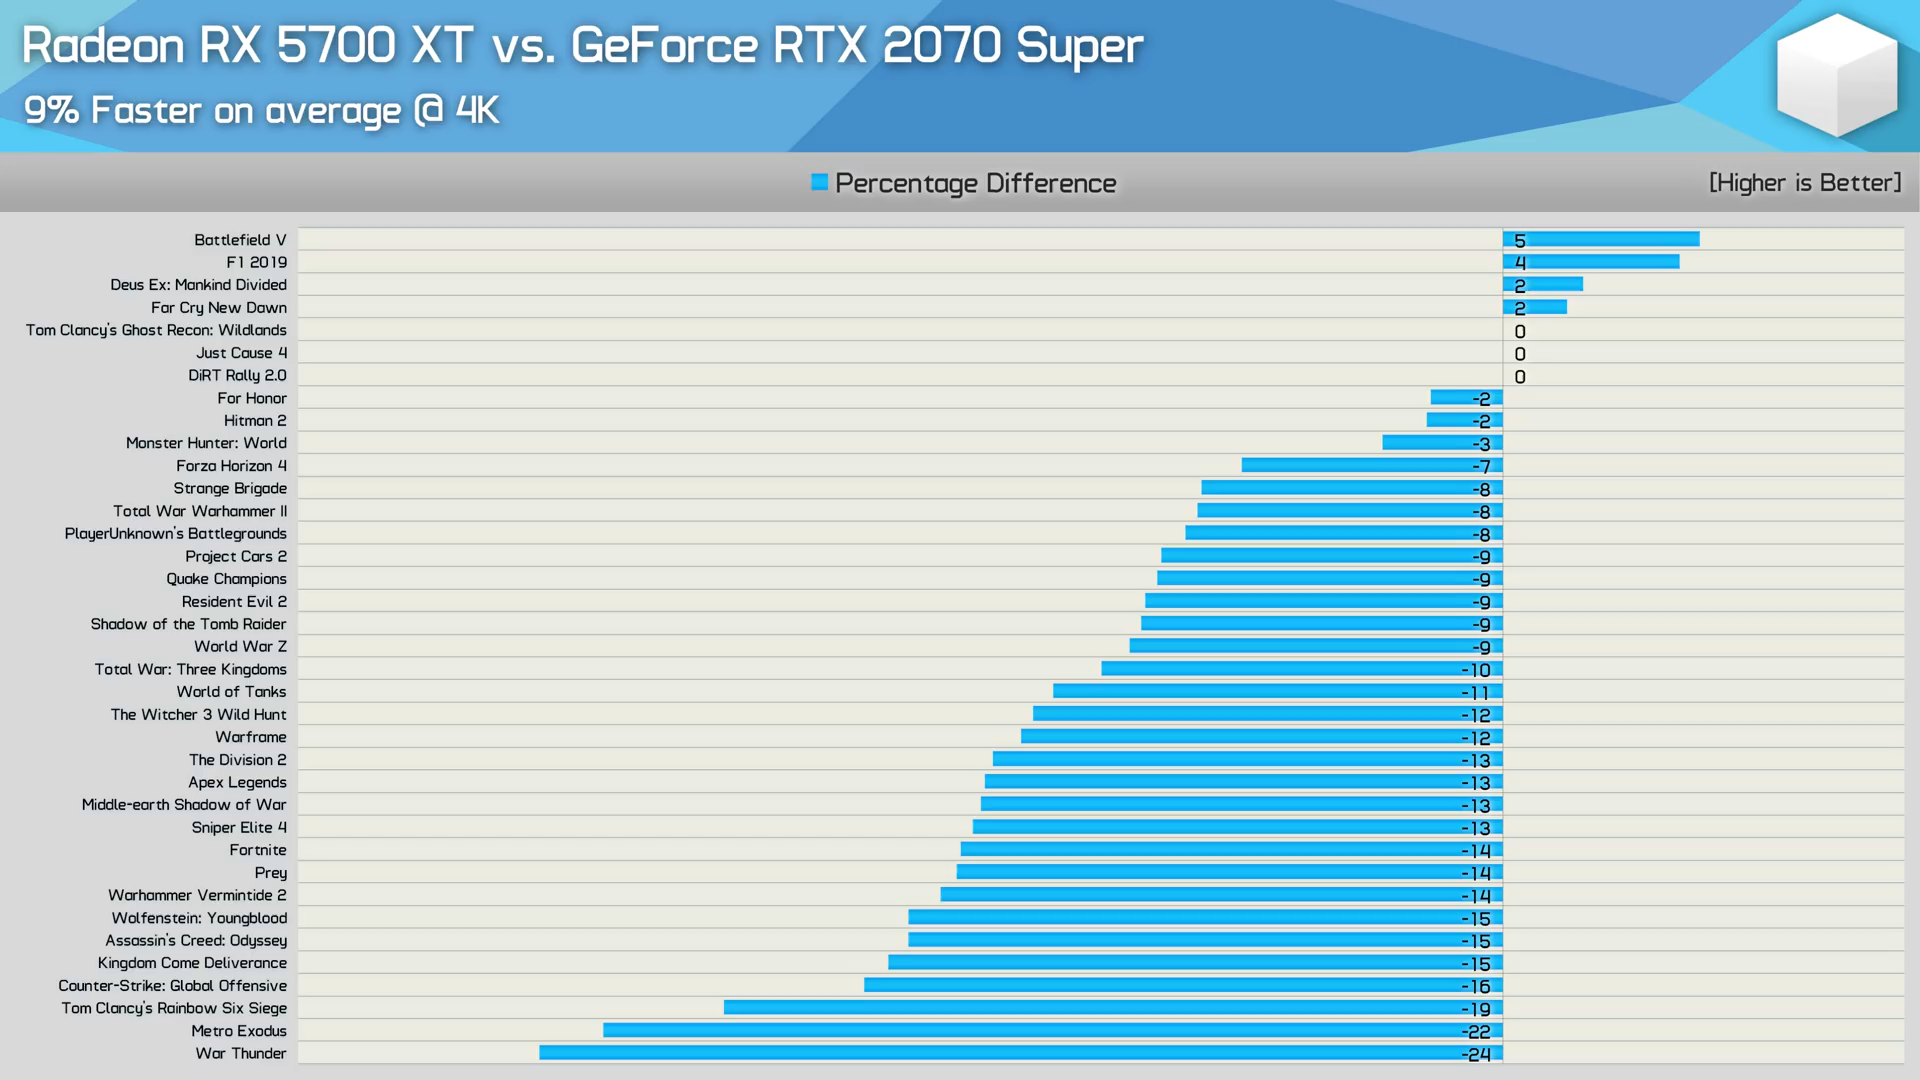 Radeon RX 5700 XT vs. GeForce RTX 2070 Super
9% Faster on average @ 4K
Percentage Difference
[Higher is Better]
Battlefield V 5
F1 2019 4
Deus Ex: Mankind Divided 2
Far Cry New Dawn 2
Tom Clancy's Ghost Recon: Wildlands 0
Just Cause 4 0
DiRT Rally 2.0 0
For Honor -2
Hitman 2 -2
Monster Hunter: World -3
Forza Horizon 4 -7
Strange Brigade -8
Total War Warhammer II -8
PlayerUnknown's Battlegrounds -8
Project Cars 2 -9
Quake Champions -9
Resident Evil 2 -9
Shadow of the Tomb Raider -9
World War Z -9
Total War: Three Kingdoms -10
World of Tanks -11
The Witcher 3 Wild Hunt -12
Warframe -12
The Division 2 -13
Apex Legends -13
Middle-earth Shadow of War -13
Sniper Elite 4 -13
Fortnite -14
Prey -14
Warhammer Vermintide 2 -14
Wolfenstein: Youngblood -15
Assassin's Creed: Odyssey -15
Kingdom Come Deliverance -15
Counter-Strike: Global Offensive -16
Tom Clancy's Rainbow Six Siege -19
Metro Exodus -22
War Thunder -24